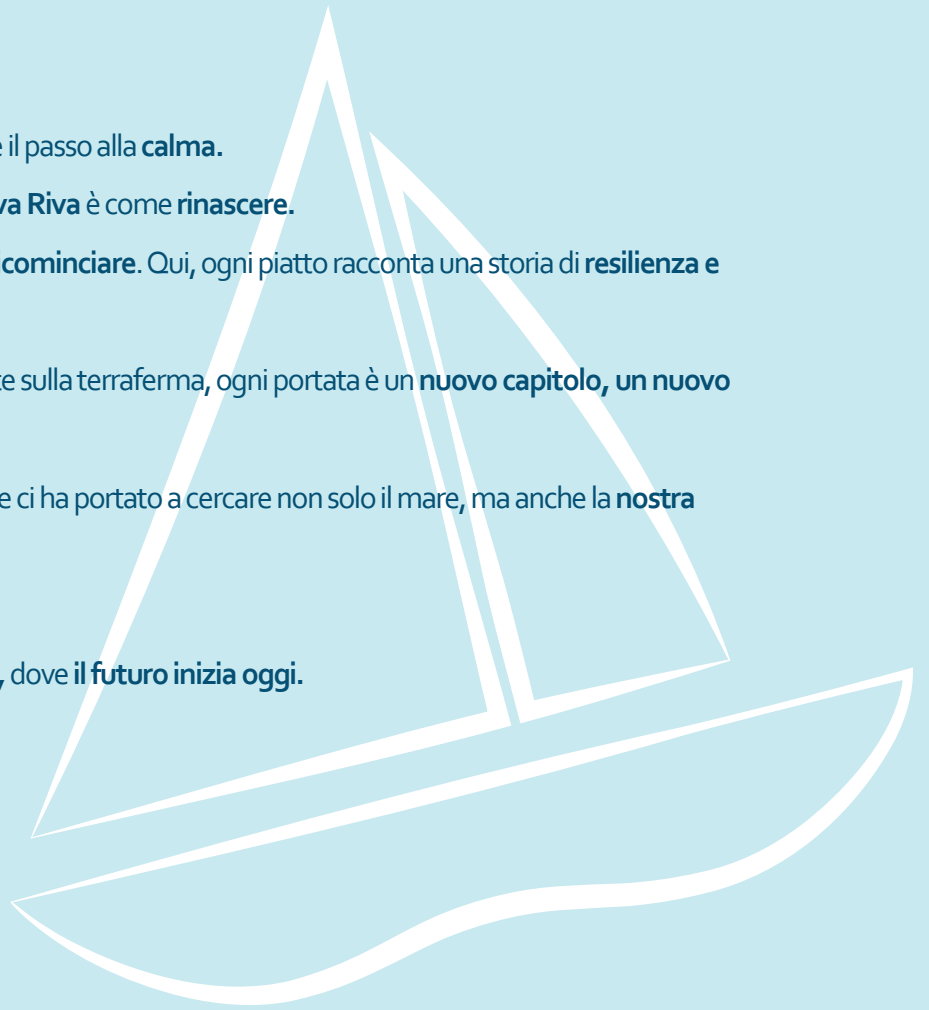 e il passo alla calma.
va Riva è come rinascere.
icominciare. Qui, ogni piatto racconta una storia di resilienza e
te sulla terraferma, ogni portata è un nuovo capitolo, un nuovo
e ci ha portato a cercare non solo il mare, ma anche la nostra
, dove il futuro inizia oggi.